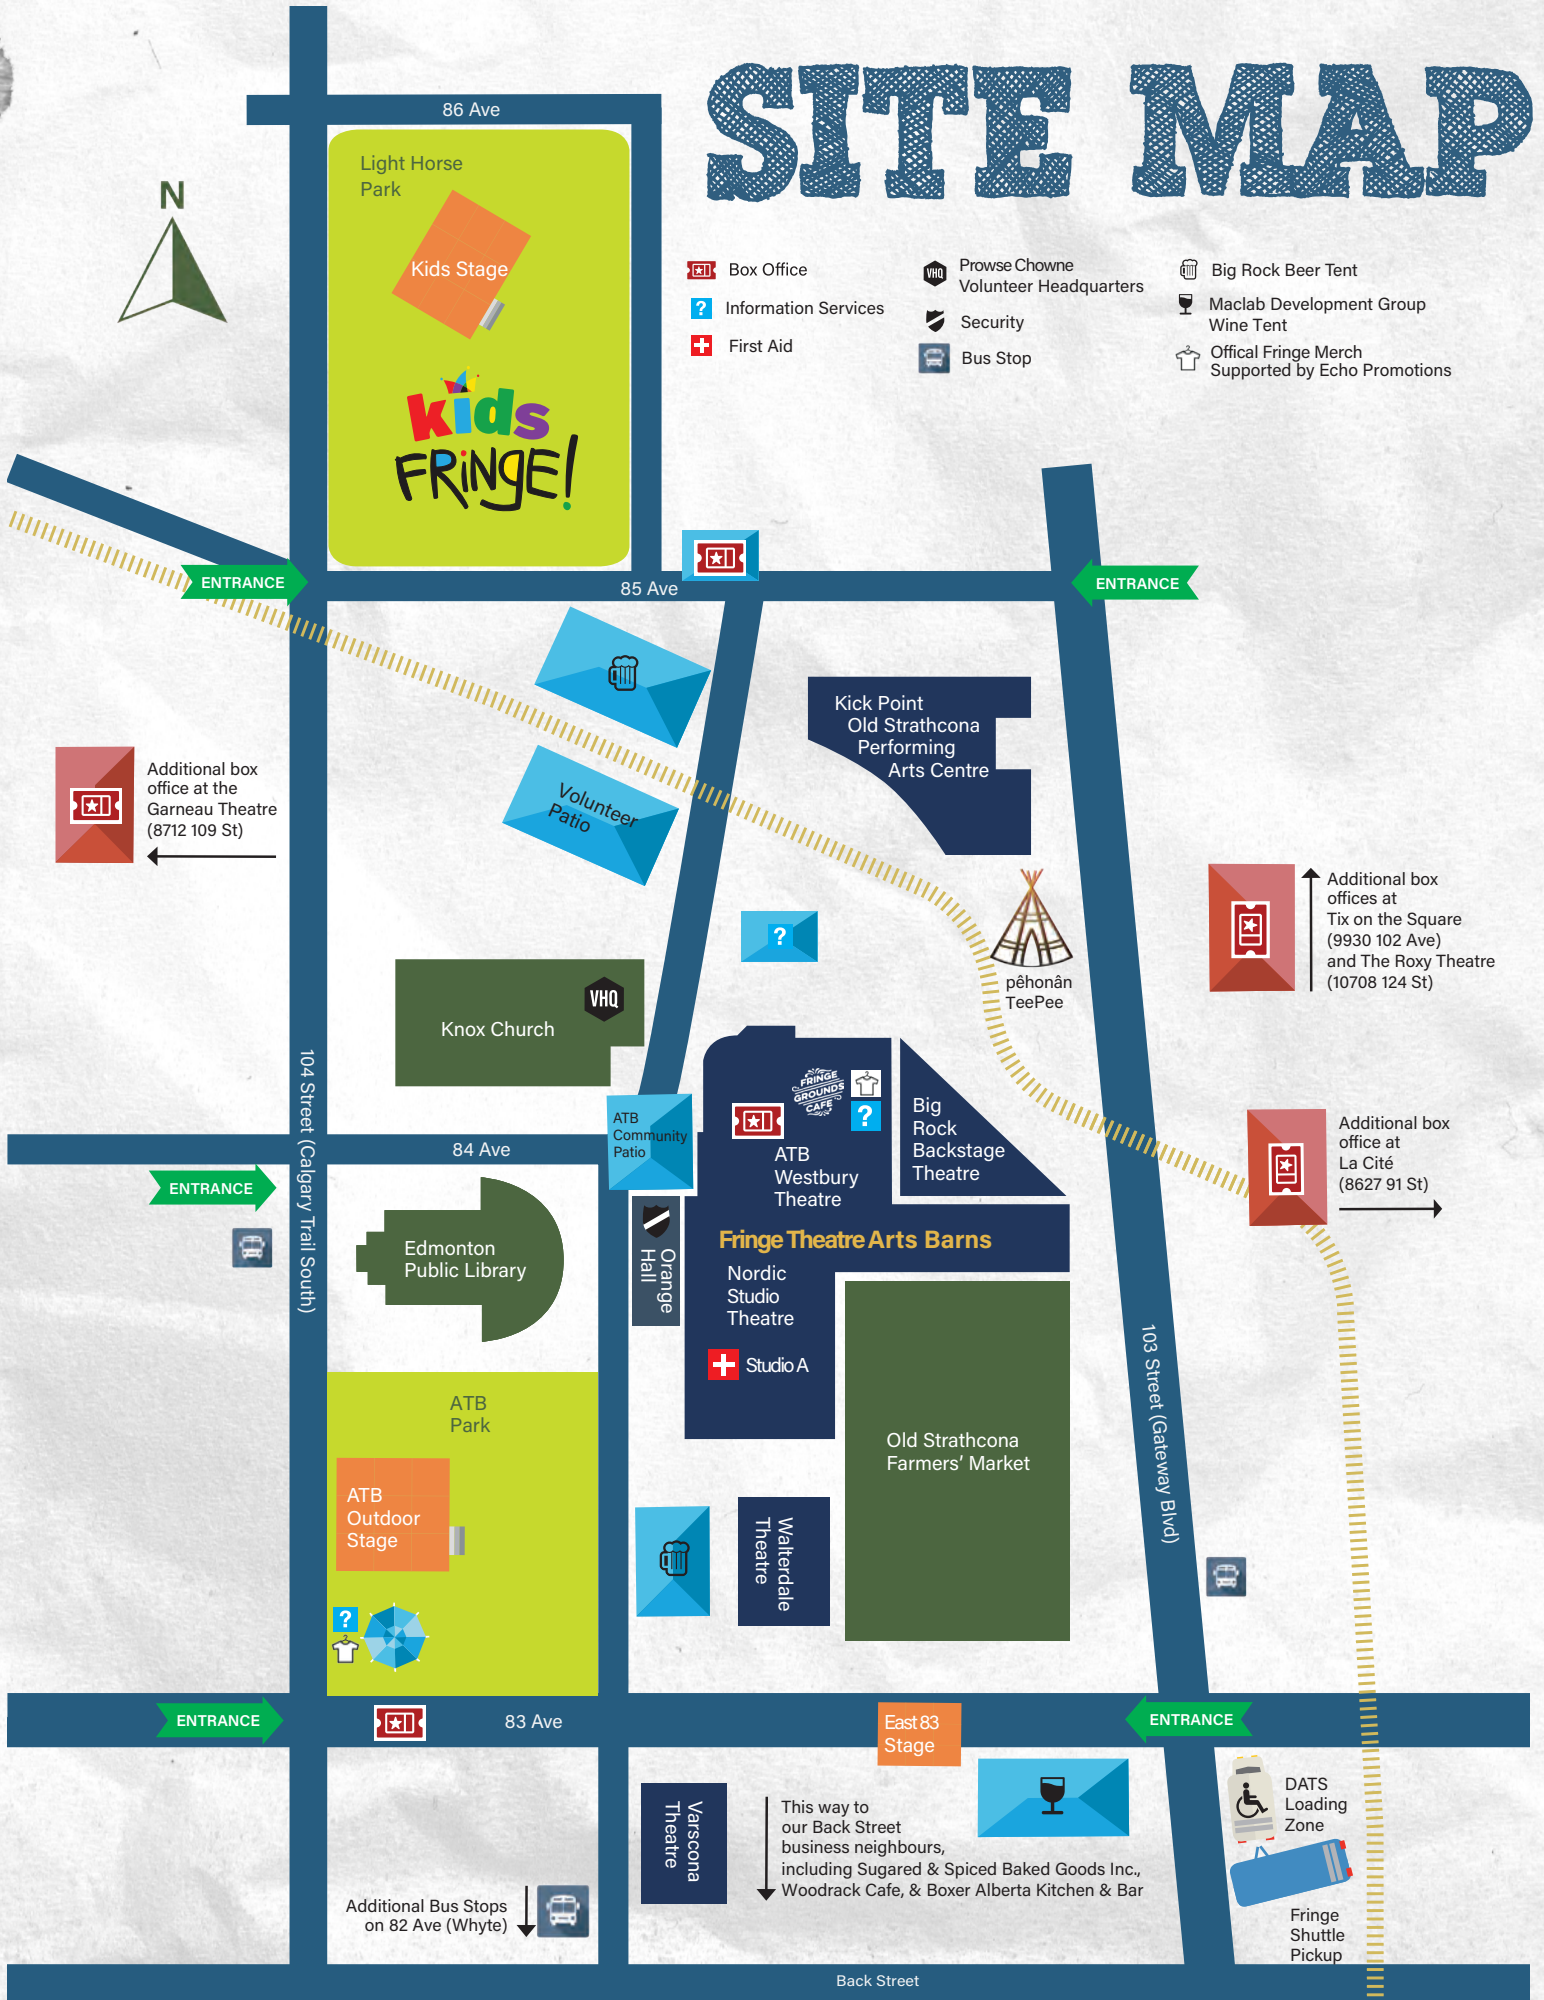 SITE MAP
86 Ave
Light Horse
Park
N
Kids Stage
kids
FRiNgE!
Box Office
? Information Services
First Aid
VHQ Prowse Chowne
Volunteer Headquarters
Security
Bus Stop
Big Rock Beer Tent
Maclab Development Group
Wine Tent
Offical Fringe Merch
Supported by Echo Promotions
ENTRANCE
85 Ave
ENTRANCE
Kick Point
Old Strathcona
Performing
Arts Centre
Additional box
office at the
Garneau Theatre
(8712 109 St)
Volunteer
Patio
Additional box
offices at
Tix on the Square
(9930 102 Ave)
and The Roxy Theatre
(10708 124 St)
?
pêhonân
TeePee
VHQ
Knox Church
104 Street (Calgary Trail South)
FRINGE
GROUNDS
CAFE
?
ATB
Community
Patio
84 Ave
ATB
Westbury
Theatre
Big
Rock
Backstage
Theatre
Additional box
office at
La Cité
(8627 91 St)
ENTRANCE
Edmonton
Public Library
Orange
Hall
Fringe Theatre Arts Barns
Nordic
Studio
Theatre
Studio A
103 Street (Gateway Blvd)
ATB
Park
Old Strathcona
Farmers' Market
ATB
Outdoor
Stage
Walterdale
Theatre
?
ENTRANCE
83 Ave
East 83
Stage
ENTRANCE
Varscona
Theatre
This way to
our Back Street
business neighbours,
including Sugared & Spiced Baked Goods Inc.,
Woodrack Cafe, & Boxer Alberta Kitchen & Bar
DATS
Loading
Zone
Additional Bus Stops
on 82 Ave (Whyte)
Fringe
Shuttle
Pickup
Back Street